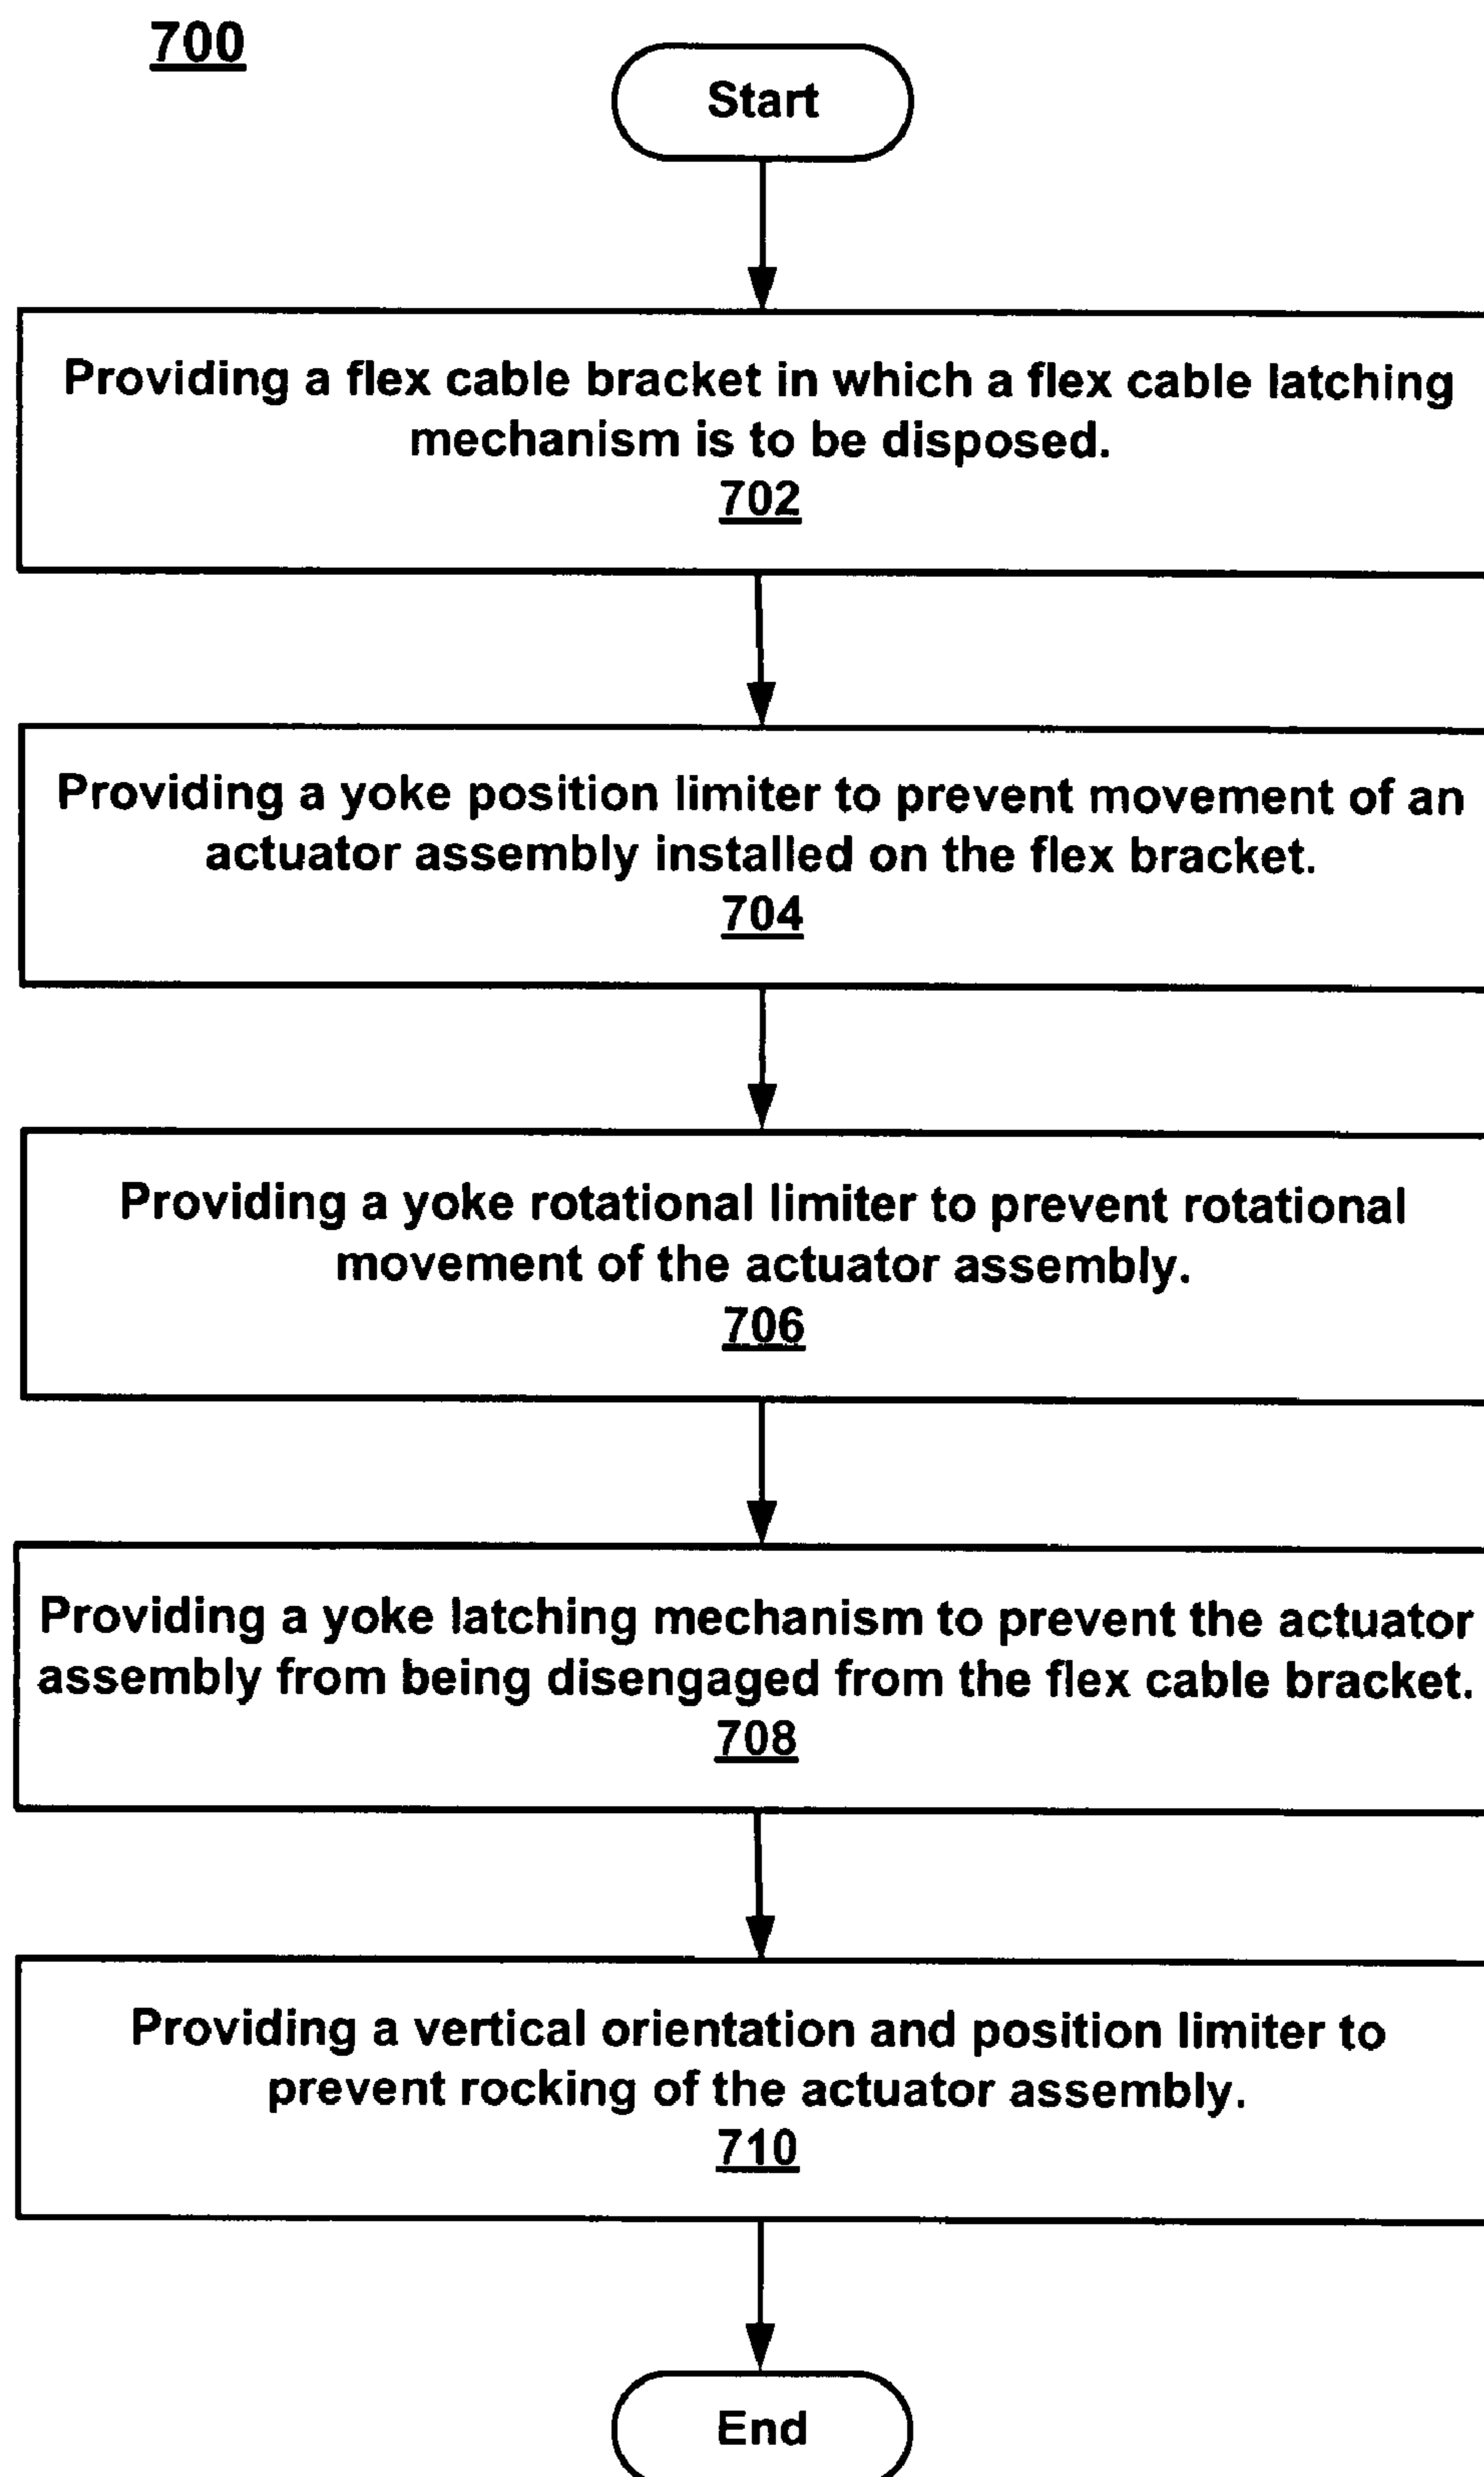 700
Start
Providing a flex cable bracket in which a flex cable latching
mechanism is to be disposed.
702
Providing a yoke position limiter to prevent movement of an
actuator assembly installed on the flex bracket.
704
Providing a yoke rotational limiter to prevent rotational
movement of the actuator assembly.
706
Providing a yoke latching mechanism to prevent the actuator
assembly from being disengaged from the flex cable bracket.
708
Providing a vertical orientation and position limiter to
prevent rocking of the actuator assembly.
710
End